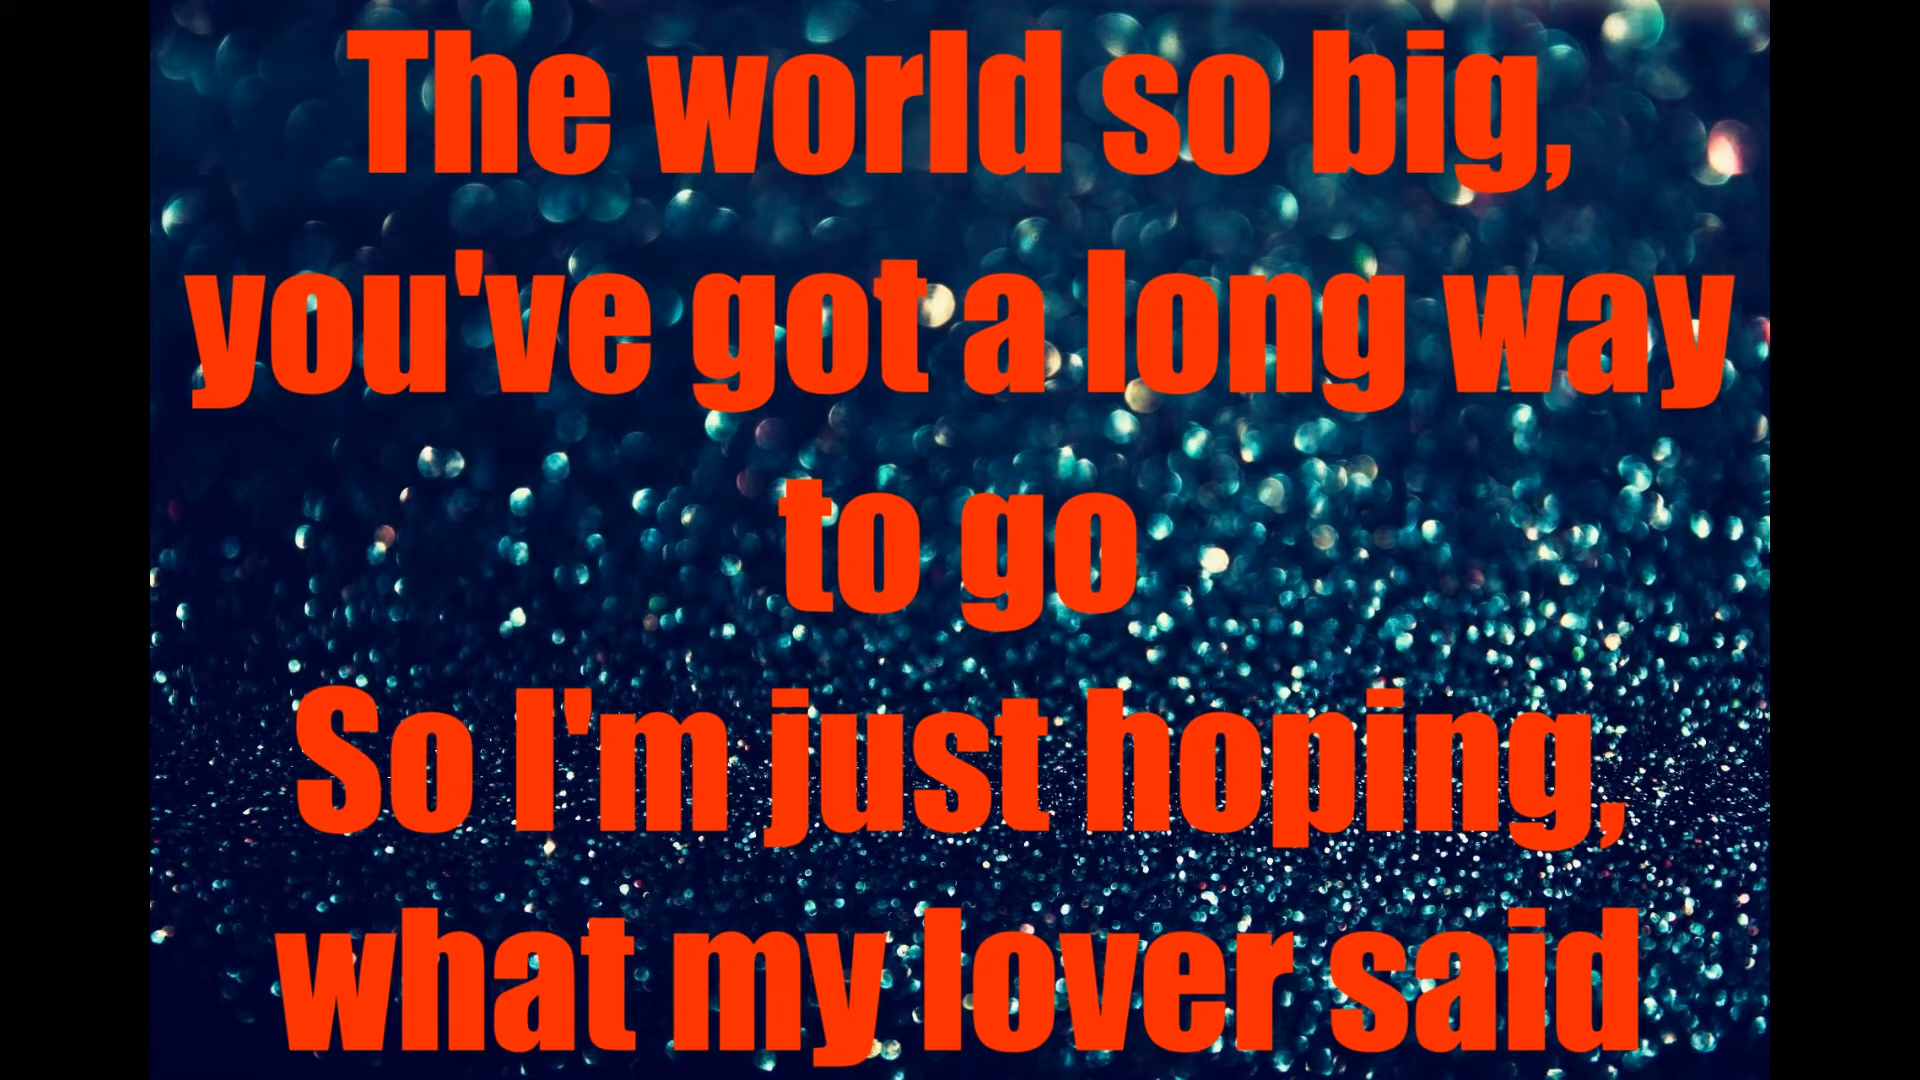 The world so big,
you've got a long way
to go
So I'm just hoping,
what my lover said